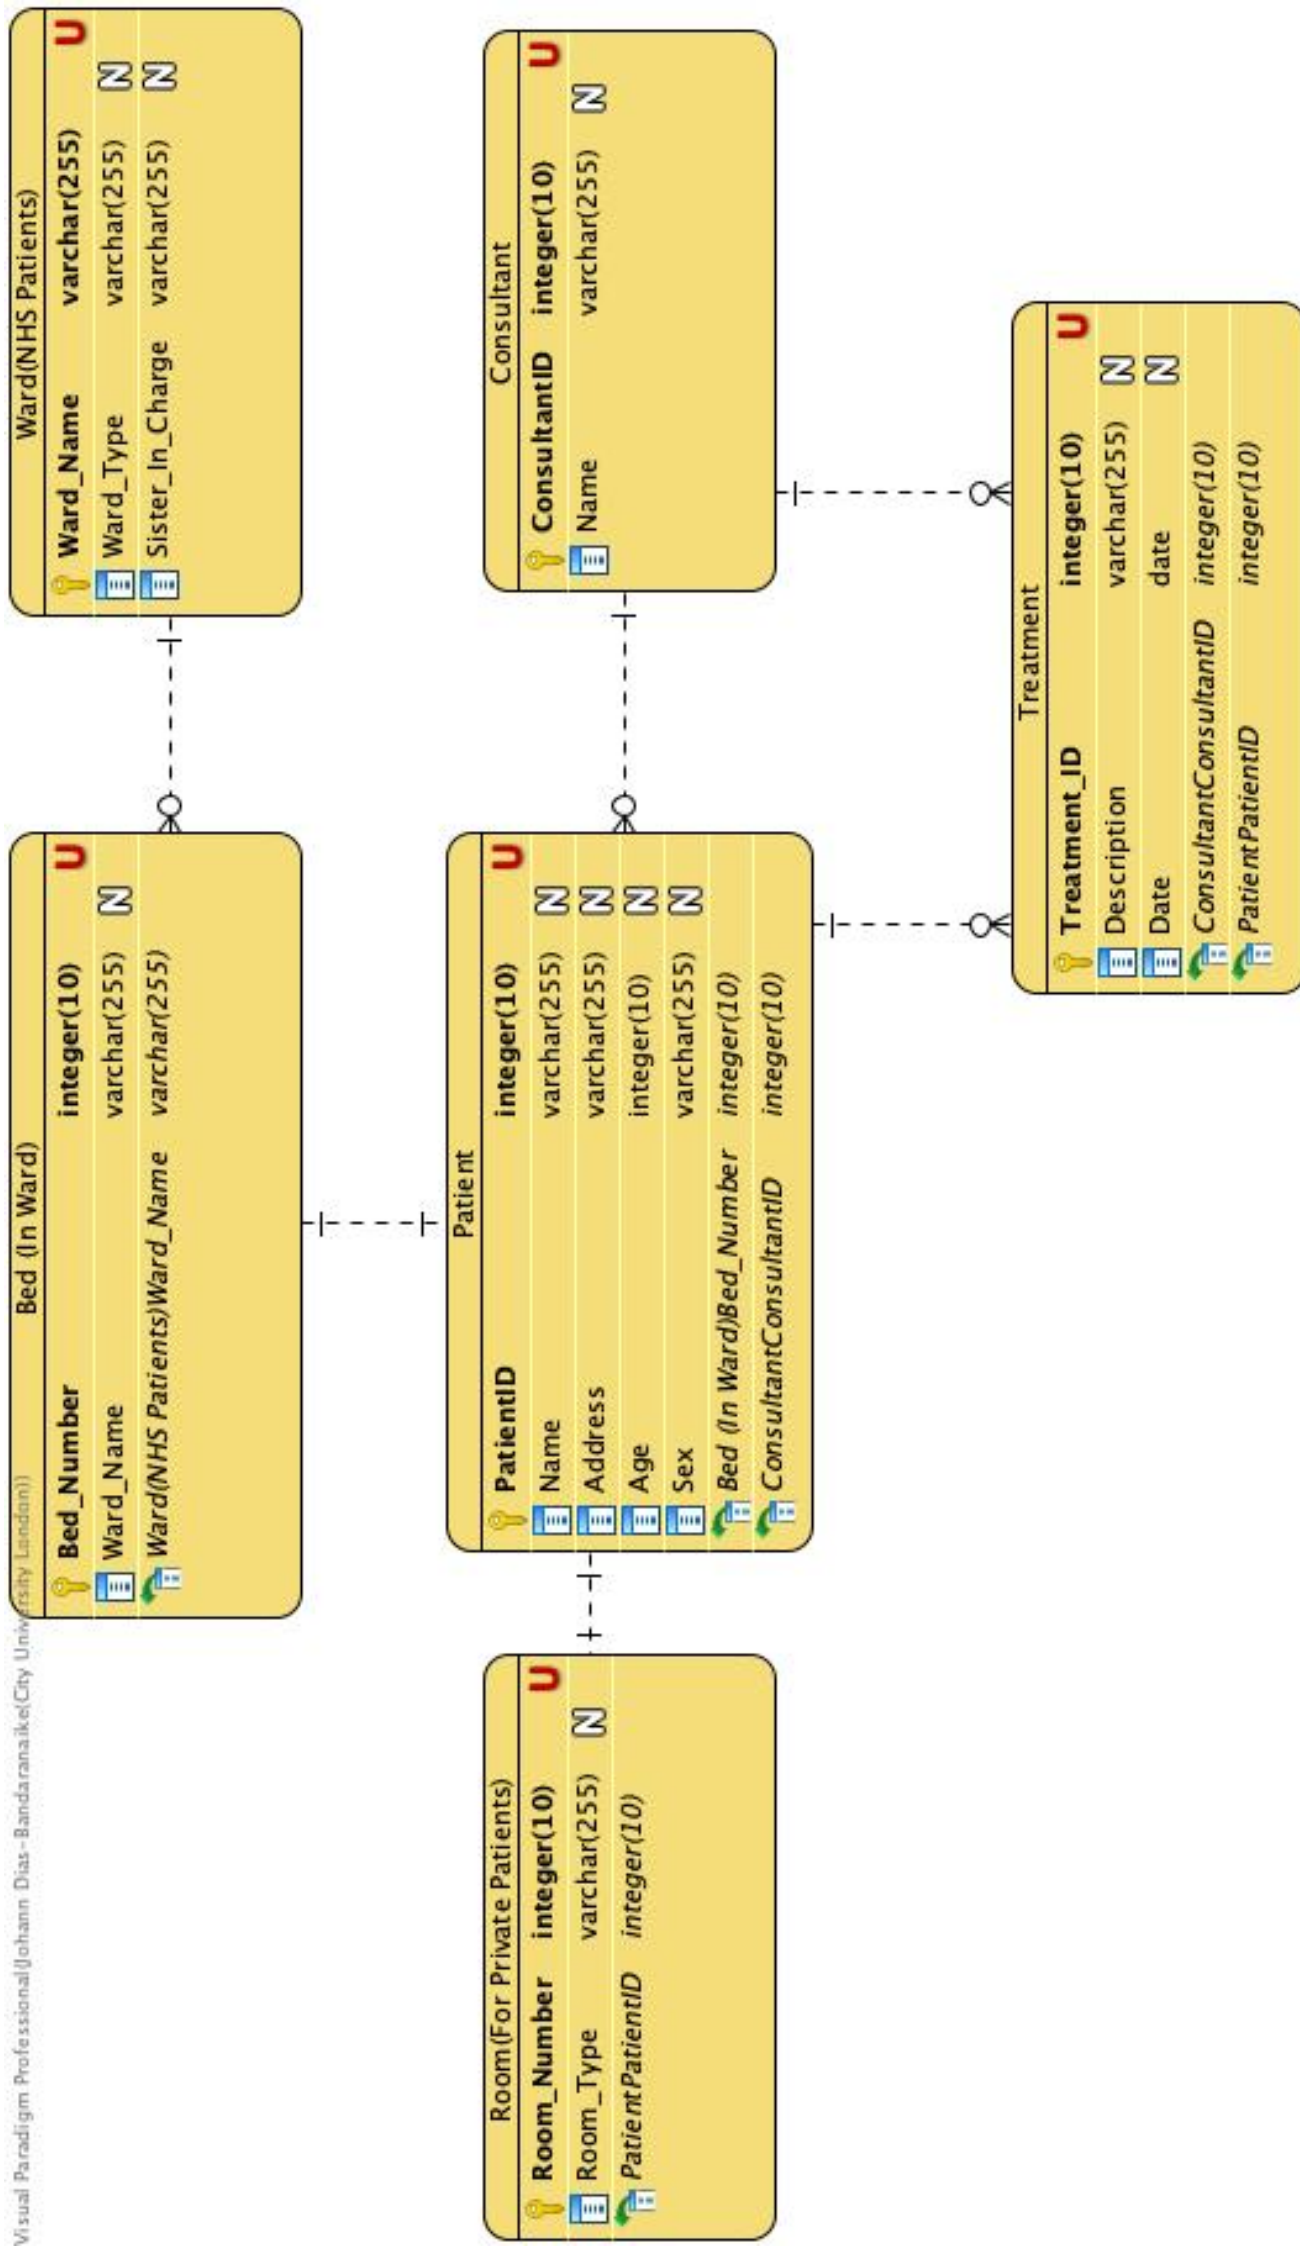 Visual Paradigm Professional(Johann Dias-Bandaranaike(City University London))
Bed (In Ward)
Bed_Number integer(10) U
Ward_Name varchar(255) N
Ward(NHS Patients)Ward_Name varchar(255)
Ward(NHS Patients)
Ward_Name varchar(255) U
Ward_Type varchar(255) N
Sister_In_Charge varchar(255) N
Room(For Private Patients)
Room_Number integer(10) U
Room_Type varchar(255) N
PatientPatientID integer(10)
Patient
PatientID integer(10) U
Name varchar(255) N
Address varchar(255) N
Age integer(10) N
Sex varchar(255) N
Bed (In Ward)Bed_Number integer(10)
ConsultantConsultantID integer(10)
Consultant
ConsultantID integer(10) U
Name varchar(255) N
Treatment
Treatment_ID integer(10) U
Description varchar(255) N
Date date N
ConsultantConsultantID integer(10)
PatientPatientID integer(10)